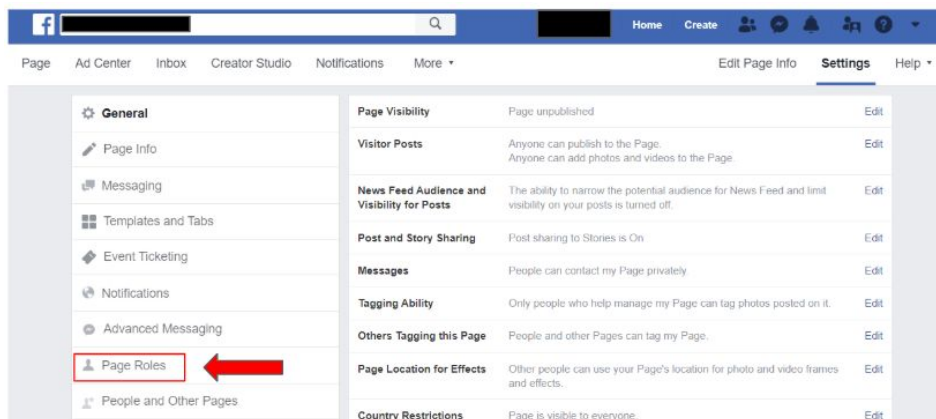 f
Home Create
Page Ad Center Inbox Creator Studio Notifications More Edit Page Info Settings Help
General
Page Info
Messaging
Templates and Tabs
Event Ticketing
Notifications
Advanced Messaging
Page Roles
People and Other Pages
Page Visibility Page unpublished Edit
Visitor Posts Anyone can publish to the Page. Edit
Anyone can add photos and videos to the Page
News Feed Audience and The ability to narrow the potential audience for News Feed and limit Edit
Visibility for Posts visibility on your posts is turned off.
Post and Story Sharing Post sharing to Stories is On Edit
Messages People can contact my Page privately Edit
Tagging Ability Only people who help manage my Page can tag photos posted on it. Edit
Others Tagging this Page People and other Pages can tag my Page. Edit
Page Location for Effects Other people can use your Page's location for photo and video frames Edit
and effects.
Country Restrictions Page is visible to everyone. Edit